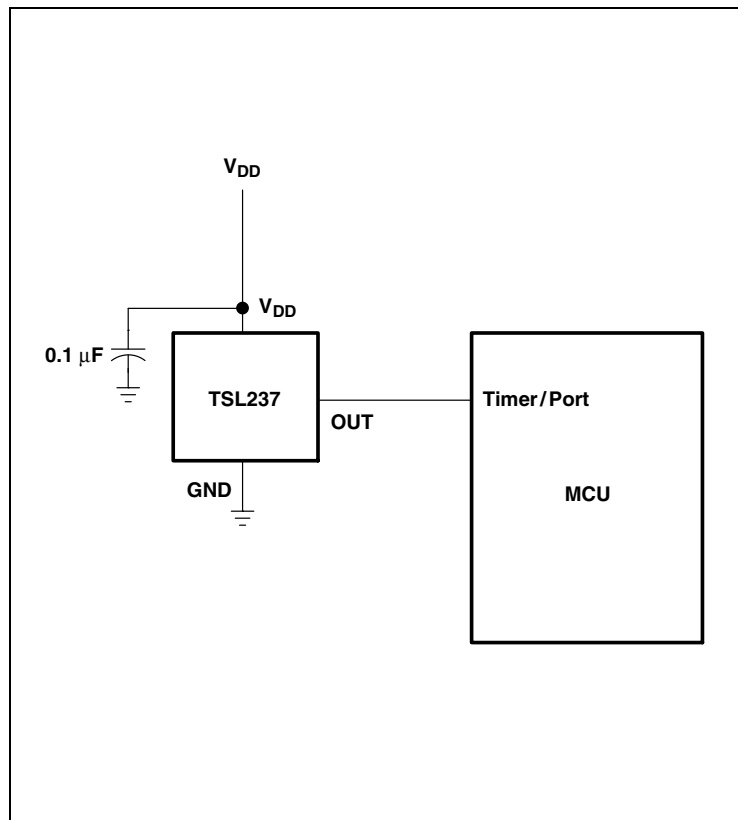 VDD
VDD
0.1 μF
TSL237
OUT
Timer/Port
GND
MCU